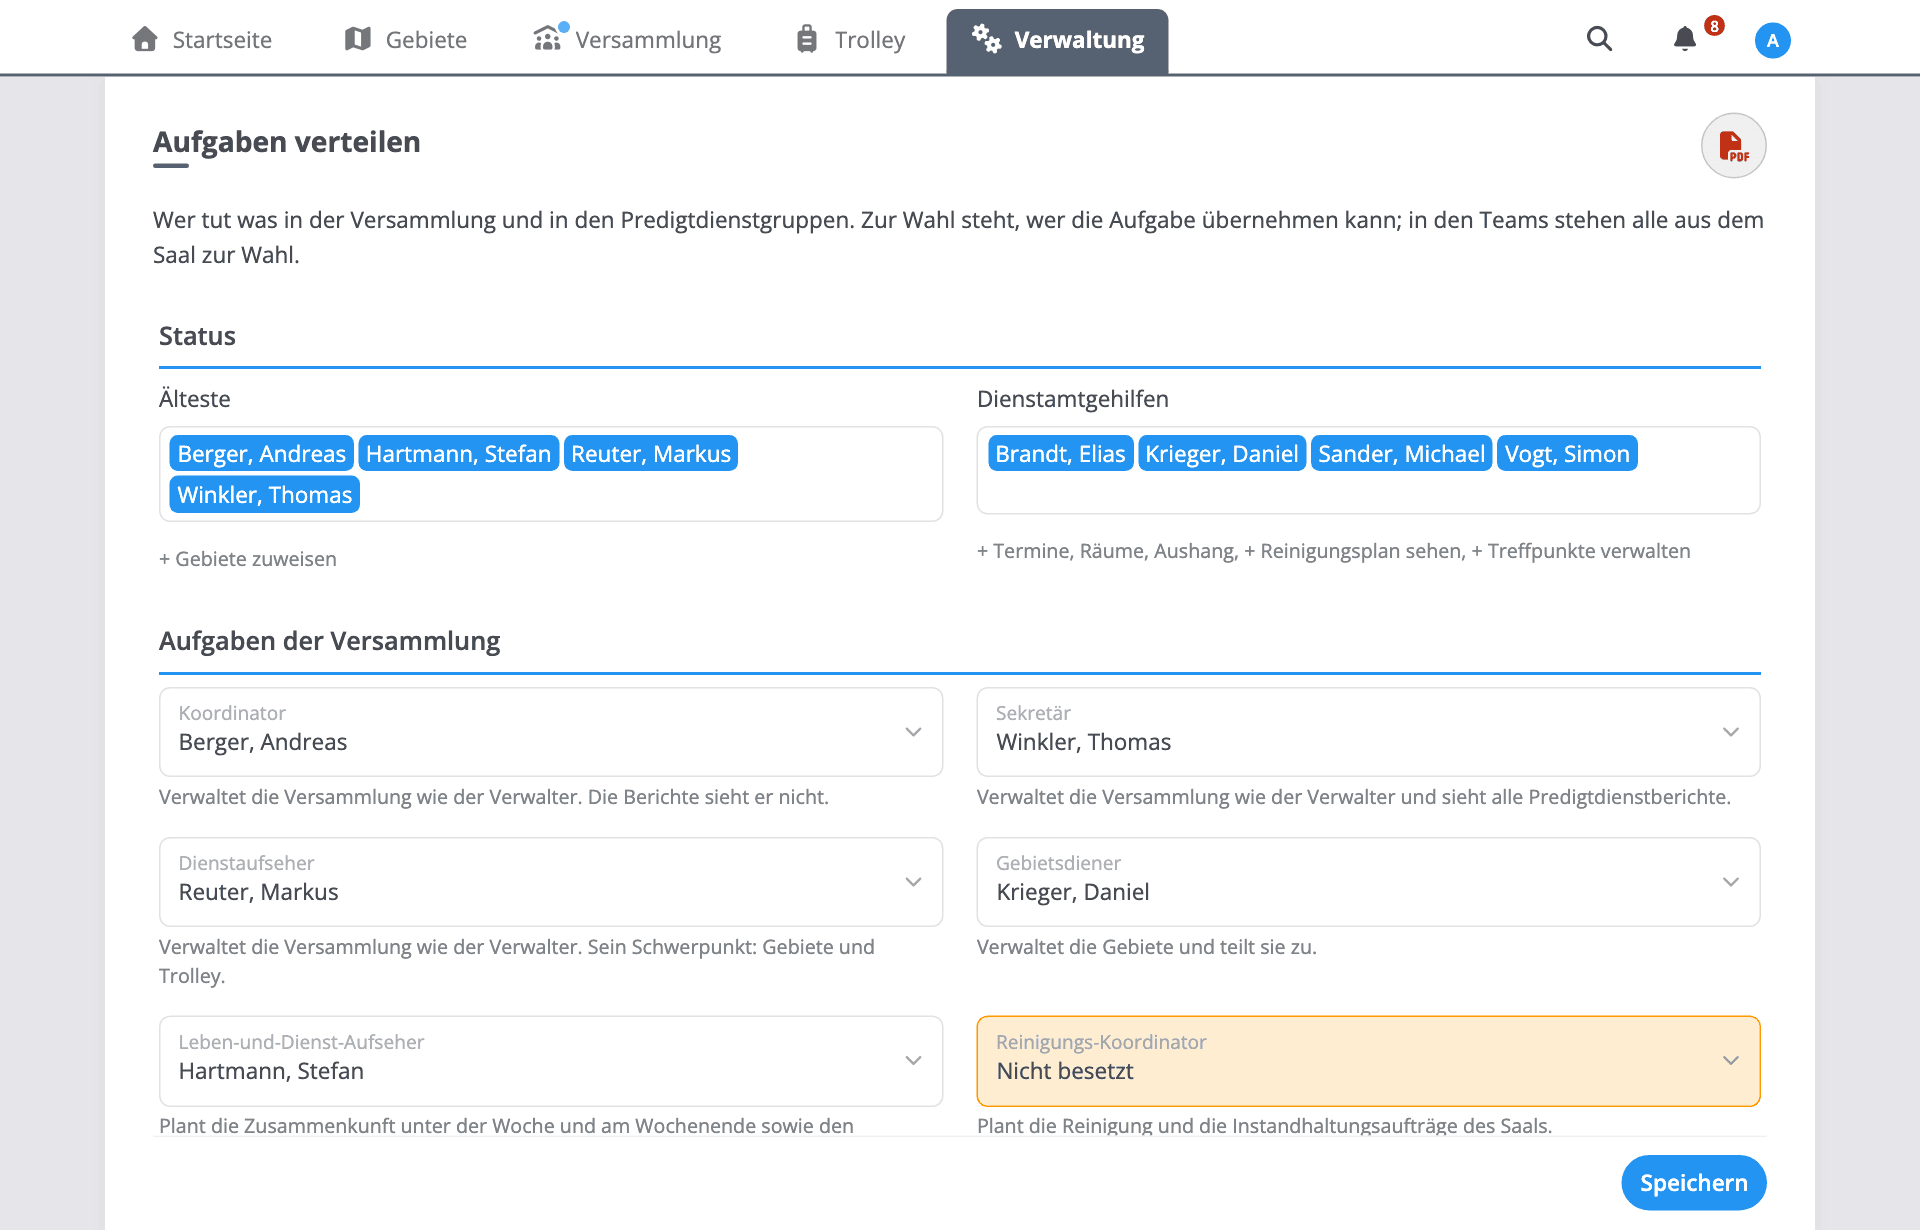 Startseite
Gebiete
Versammlung
Trolley
Verwaltung
8
A
Aufgaben verteilen
PDF
Wer tut was in der Versammlung und in den Predigtdienstgruppen. Zur Wahl steht, wer die Aufgabe übernehmen kann; in den Teams stehen alle aus dem
Saal zur Wahl.
Status
Älteste
Berger, Andreas
Hartmann, Stefan
Reuter, Markus
Winkler, Thomas
+ Gebiete zuweisen
Dienstamtgehilfen
Brandt, Elias
Krieger, Daniel
Sander, Michael
Vogt, Simon
+ Termine, Räume, Aushang, + Reinigungsplan sehen, + Treffpunkte verwalten
Aufgaben der Versammlung
Koordinator
Berger, Andreas
Verwaltet die Versammlung wie der Verwalter. Die Berichte sieht er nicht.
Sekretär
Winkler, Thomas
Verwaltet die Versammlung wie der Verwalter und sieht alle Predigtdienstberichte.
Dienstaufseher
Reuter, Markus
Verwaltet die Versammlung wie der Verwalter. Sein Schwerpunkt: Gebiete und
Trolley.
Gebietsdiener
Krieger, Daniel
Verwaltet die Gebiete und teilt sie zu.
Leben-und-Dienst-Aufseher
Hartmann, Stefan
Plant die Zusammenkunft unter der Woche und am Wochenende sowie den
Reinigungs-Koordinator
Nicht besetzt
Plant die Reinigung und die Instandhaltungsaufträge des Saals.
Speichern